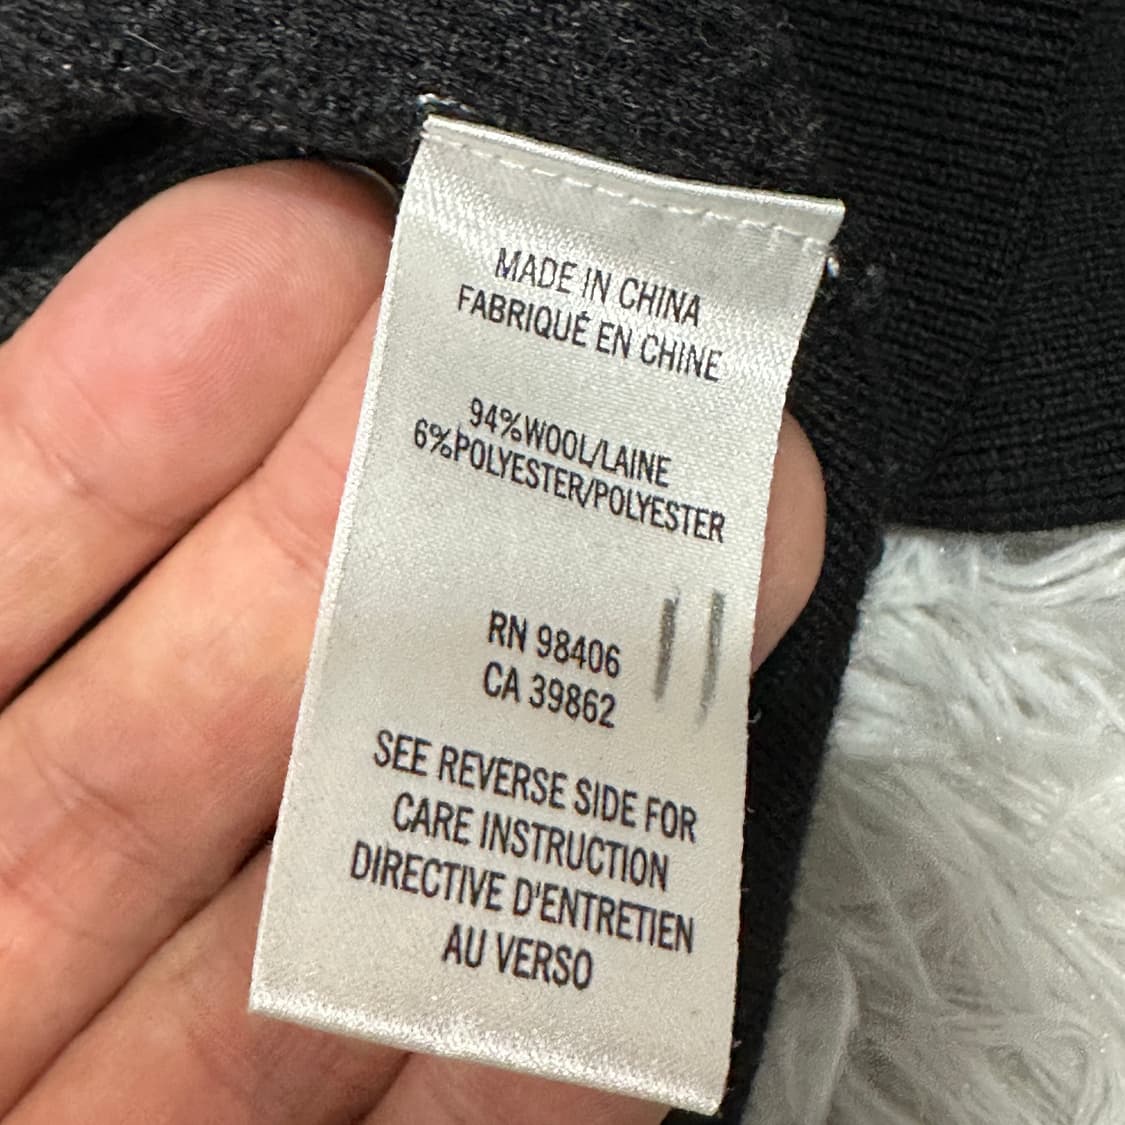 MADE IN CHINA
FABRIQUÉ EN CHINE
94%WOOL/LAINE
6%POLYESTER/POLYESTER
RN 98406
CA 39862
SEE REVERSE SIDE FOR
CARE INSTRUCTION
DIRECTIVE D'ENTRETIEN
AU VERSO